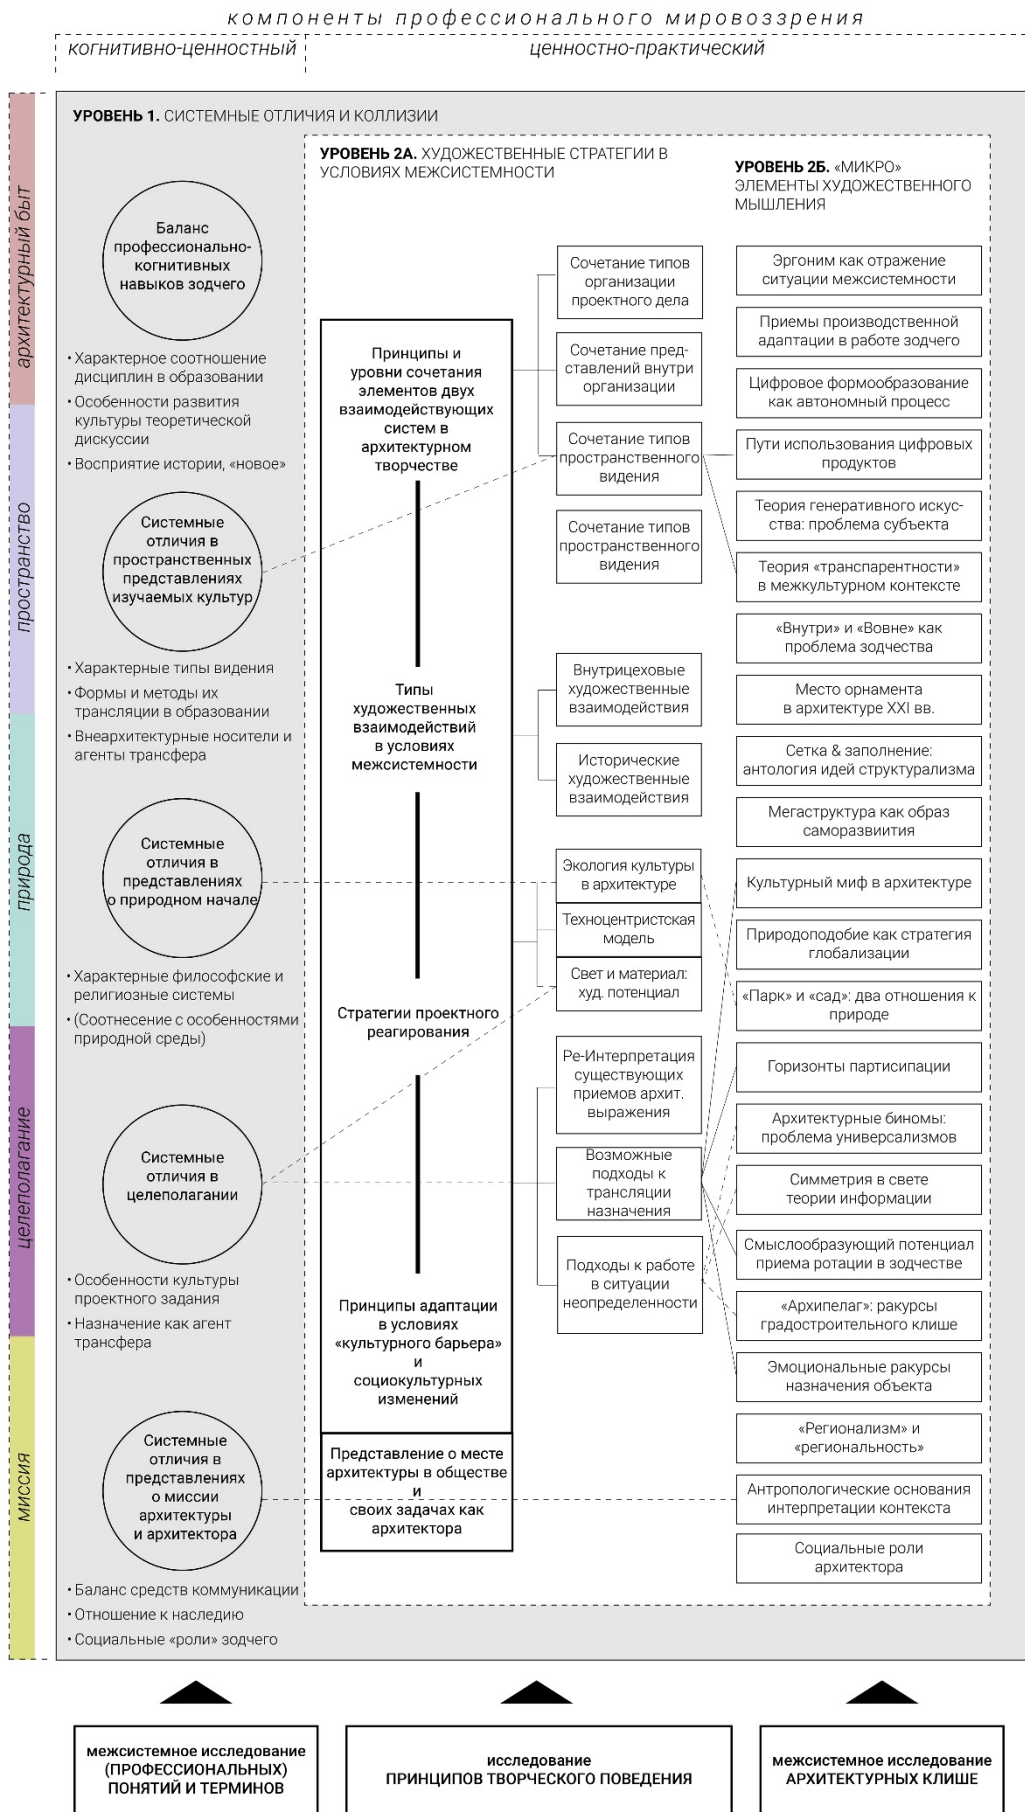 компоненты профессионального мировоззрения
когнитивно-ценностный
ценностно-практический
архитектурный быт
пространство
природа
целеполагание
миссия
УРОВЕНЬ 1. СИСТЕМНЫЕ ОТЛИЧИЯ И КОЛЛИЗИИ
Баланс
профессионально-
когнитивных
навыков зодчего
• Характерное соотношение
дисциплин в образовании
• Особенности развития
культуры теоретической
дискуссии
• Восприятие истории, «новое»
Системные
отличия в
пространственных
представлениях
изучаемых культур
• Характерные типы видения
• Формы и методы их
трансляции в образовании
• Внеархитектурные носители и
агенты трансфера
Системные
отличия в
представлениях
о природном начале
• Характерные философские и
религиозные системы
• (Соотнесение с особенностями
природной среды)
Системные
отличия в
целеполагании
• Особенности культуры
проектного задания
• Назначение как агент
трансфера
Системные
отличия в
представлениях
о миссии
архитектуры
и архитектора
• Баланс средств коммуникации
• Отношение к наследию
• Социальные «роли» зодчего
УРОВЕНЬ 2А. ХУДОЖЕСТВЕННЫЕ СТРАТЕГИИ В
УСЛОВИЯХ МЕЖСИСТЕМНОСТИ
Принципы и
уровни сочетания
элементов двух
взаимодействующих
систем в
архитектурном
творчестве
Типы
художественных
взаимодействий
в условиях
межсистемности
Стратегии проектного
реагирования
Принципы адаптации
в условиях
«культурного барьера»
и
социокультурных
изменений
Представление о месте
архитектуры в обществе
и
своих задачах как
архитектора
Сочетание типов
организации
проектного дела
Сочетание пред-
ставлений внутри
организации
Сочетание типов
пространственного
видения
Сочетание типов
пространственного
видения
Внутрицеховые
художественные
взаимодействия
Исторические
художественные
взаимодействия
Экология культуры
в архитектуре
Техноцентристская
модель
Свет и материал:
худ. потенциал
Ре-Интерпретация
существующих
приемов архит.
выражения
Возможные
подходы к
трансляции
назначения
Подходы к работе
в ситуации
неопределенности
УРОВЕНЬ 2Б. «МИКРО»
ЭЛЕМЕНТЫ ХУДОЖЕСТВЕННОГО
МЫШЛЕНИЯ
Эргоним как отражение
ситуации межсистемности
Приемы производственной
адаптации в работе зодчего
Цифровое формообразование
как автономный процесс
Пути использования цифровых
продуктов
Теория генеративного искус-
ства: проблема субъекта
Теория «транспарентности»
в межкультурном контексте
«Внутри» и «Вовне» как
проблема зодчества
Место орнамента
в архитектуре XXI вв.
Сетка & заполнение:
антология идей структурализма
Мегаструктура как образ
саморазвиития
Культурный миф в архитектуре
Природоподобие как стратегия
глобализации
«Парк» и «сад»: два отношения к
природе
Горизонты партисипации
Архитектурные биномы:
проблема универсализмов
Симметрия в свете
теории информации
Смыслообразующий потенциал
приема ротации в зодчестве
«Архипелаг»: ракурсы
градостроительного клише
Эмоциональные ракурсы
назначения объекта
«Регионализм» и
«региональность»
Антропологические основания
интерпретации контекста
Социальные роли
архитектора
межсистемное исследование
(ПРОФЕССИОНАЛЬНЫХ)
ПОНЯТИЙ И ТЕРМИНОВ
исследование
ПРИНЦИПОВ ТВОРЧЕСКОГО ПОВЕДЕНИЯ
межсистемное исследование
АРХИТЕКТУРНЫХ КЛИШЕ